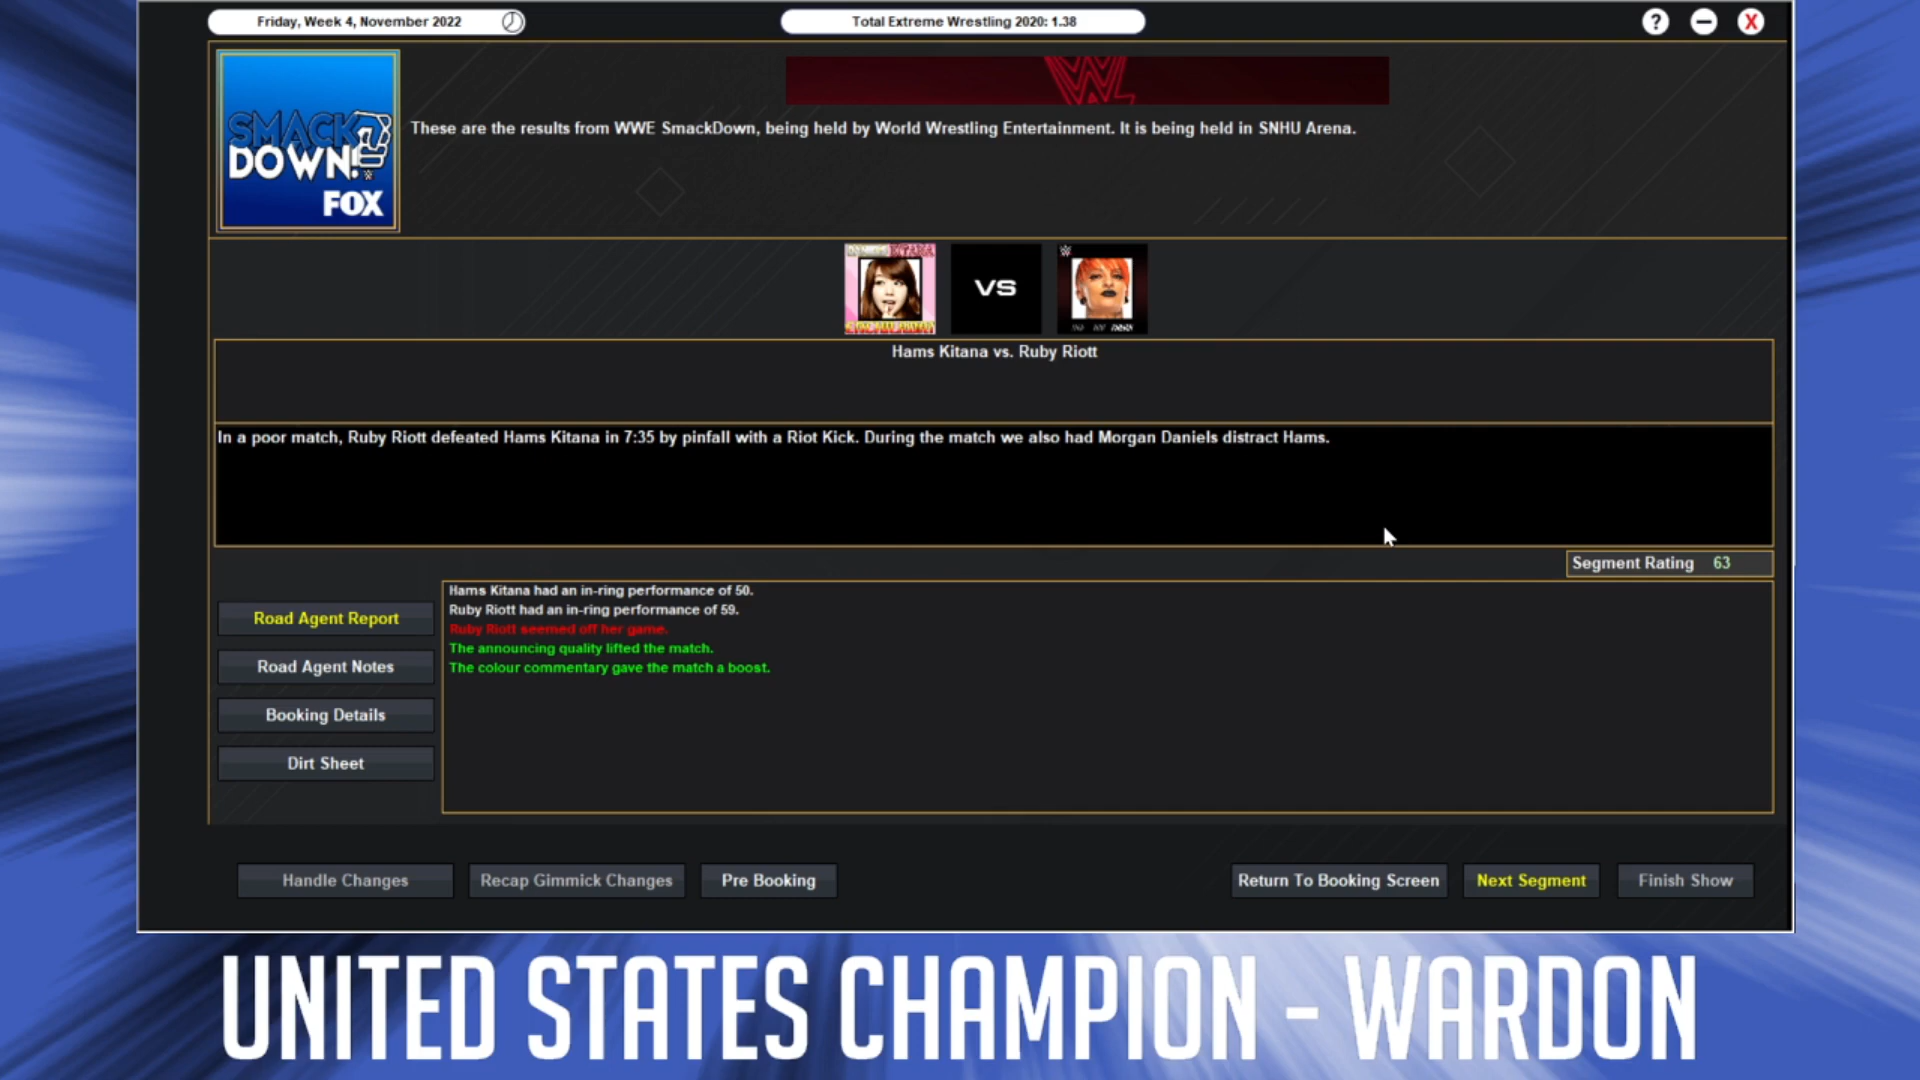 Friday, Week 4, November 2022
Total Extreme Wrestling 2020: 1.38
?
X
SMACK
DOWN!
FOX
These are the results from WWE SmackDown, being held by World Wrestling Entertainment. It is being held in SNHU Arena.
VS
Hams Kitana vs. Ruby Riott
In a poor match, Ruby Riott defeated Hams Kitana in 7:35 by pinfall with a Riot Kick. During the match we also had Morgan Daniels distract Hams.
Segment Rating 63
Road Agent Report
Road Agent Notes
Booking Details
Dirt Sheet
Hams Kitana had an in-ring performance of 50.
Ruby Riott had an in-ring performance of 59.
Ruby Riott seemed off her game.
The announcing quality lifted the match.
The colour commentary gave the match a boost.
Handle Changes
Recap Gimmick Changes
Pre Booking
Return To Booking Screen
Next Segment
Finish Show
UNITED STATES CHAMPION - WARDON